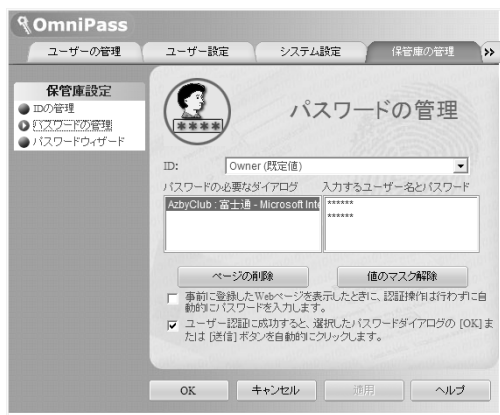 OmniPass
ユーザーの管理
ユーザー設定
システム設定
保管庫の管理
保管庫設定
IDの管理
パスワードの管理
パスワードウィザード
****
パスワードの管理
ID:
Owner (既定値)
パスワードの必要なダイアログ
入力するユーザー名とパスワード
AzbyClub : 富士通 - Microsoft Inte
******
******
ページの削除
値のマスク解除
事前に登録したWebページを表示したときに、認証操作は行わずに自
動的にパスワードを入力します。
ユーザー認証に成功すると、選択したパスワードダイアログの [OK] ま
たは [送信] ボタンを自動的にクリックします。
OK
キャンセル
適用
ヘルプ